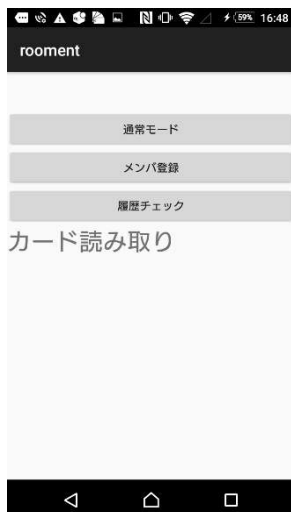 59% 16:48
rooment
通常モード
メンバ登録
履歴チェック
カード読み取り